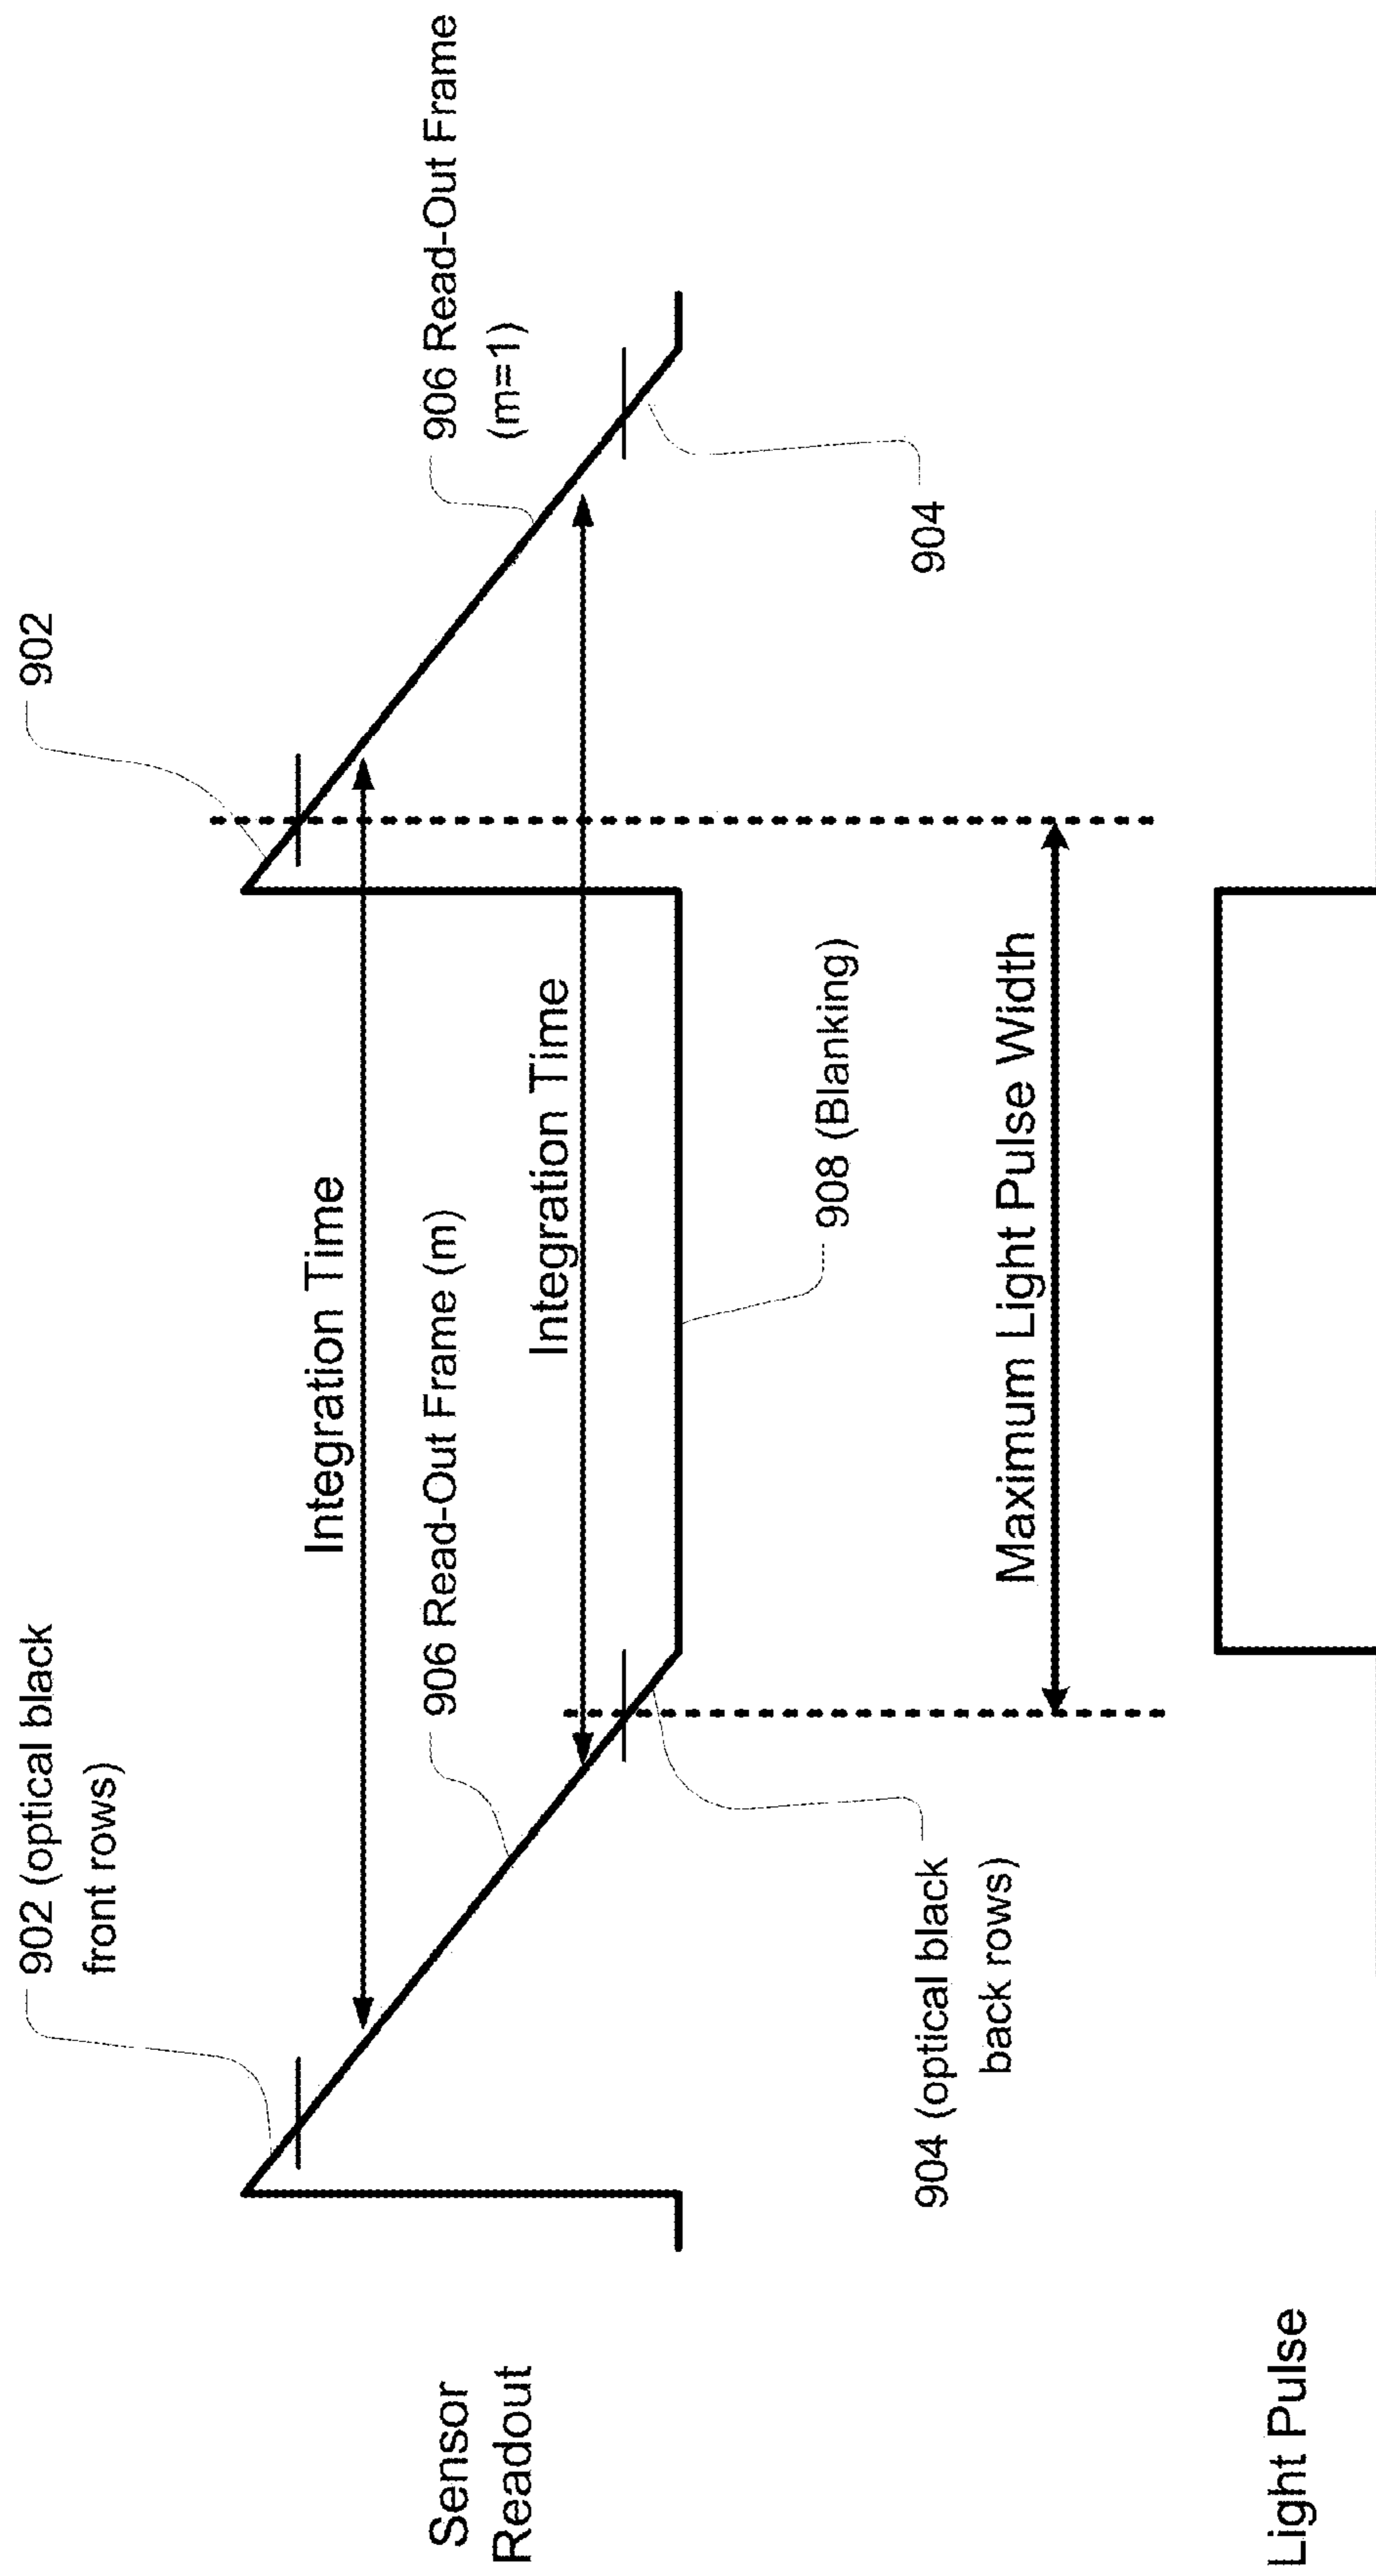 902 (optical black
front rows)
902
Integration Time
906 Read-Out Frame (m)
906 Read-Out Frame
(m=1)
Sensor
Readout
Integration Time
908 (Blanking)
904 (optical black
back rows)
904
Maximum Light Pulse Width
Light Pulse